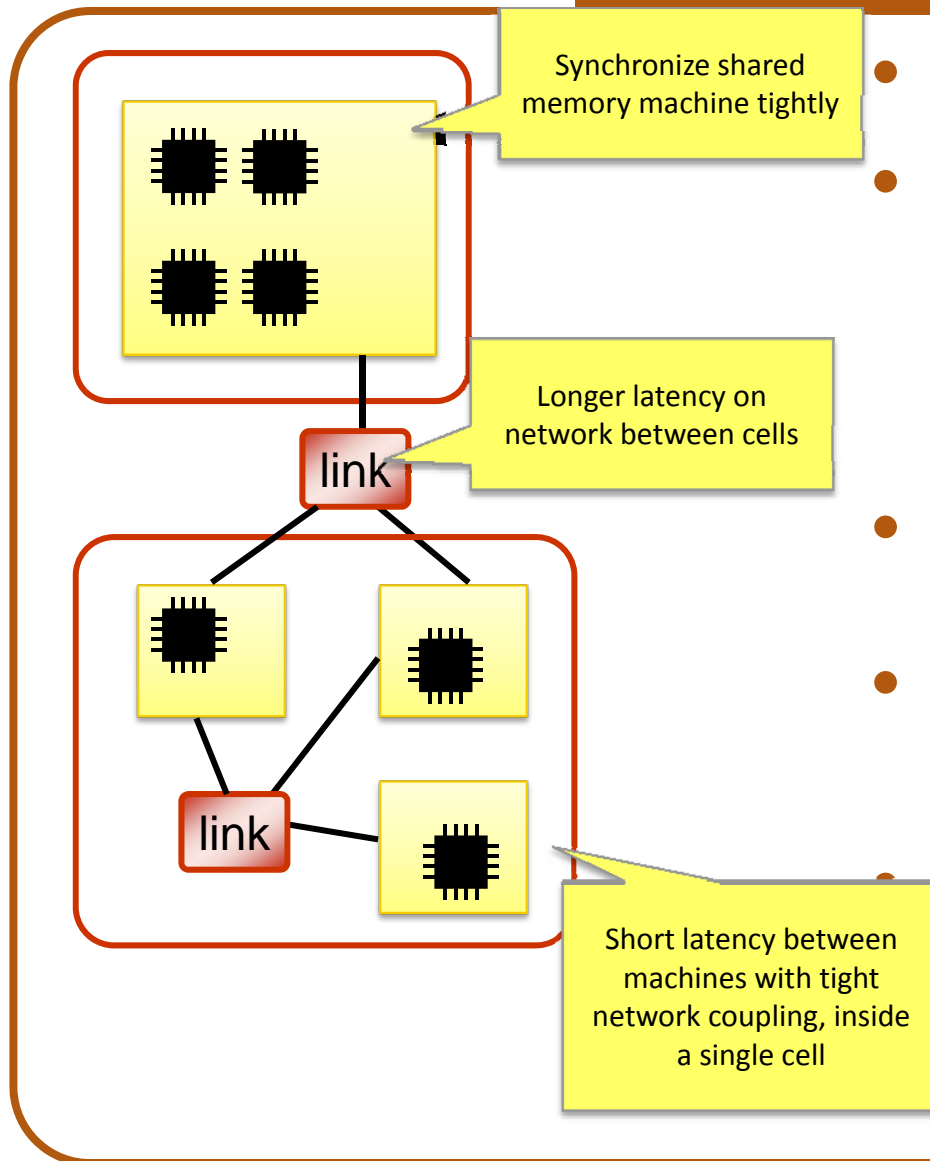 Synchronize shared
memory machine tightly
Longer latency on
network between cells
link
link
Short latency between
machines with tight
network coupling, inside
a single cell